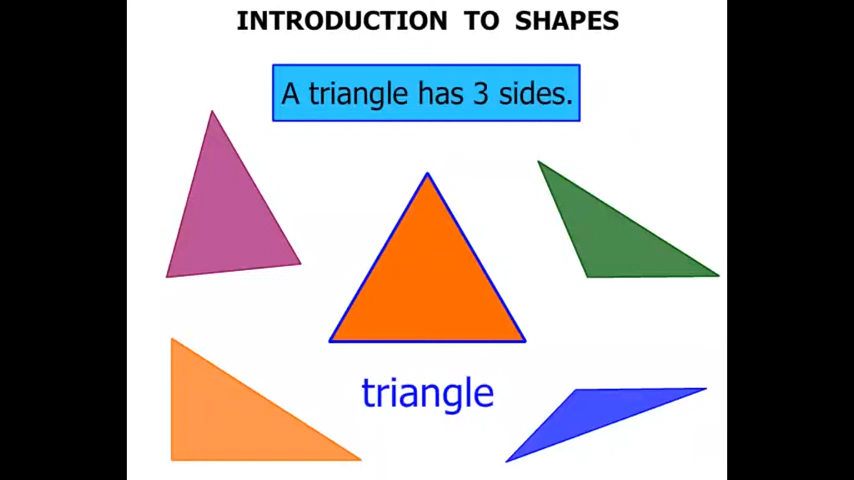 INTRODUCTION TO SHAPES
A triangle has 3 sides.
triangle